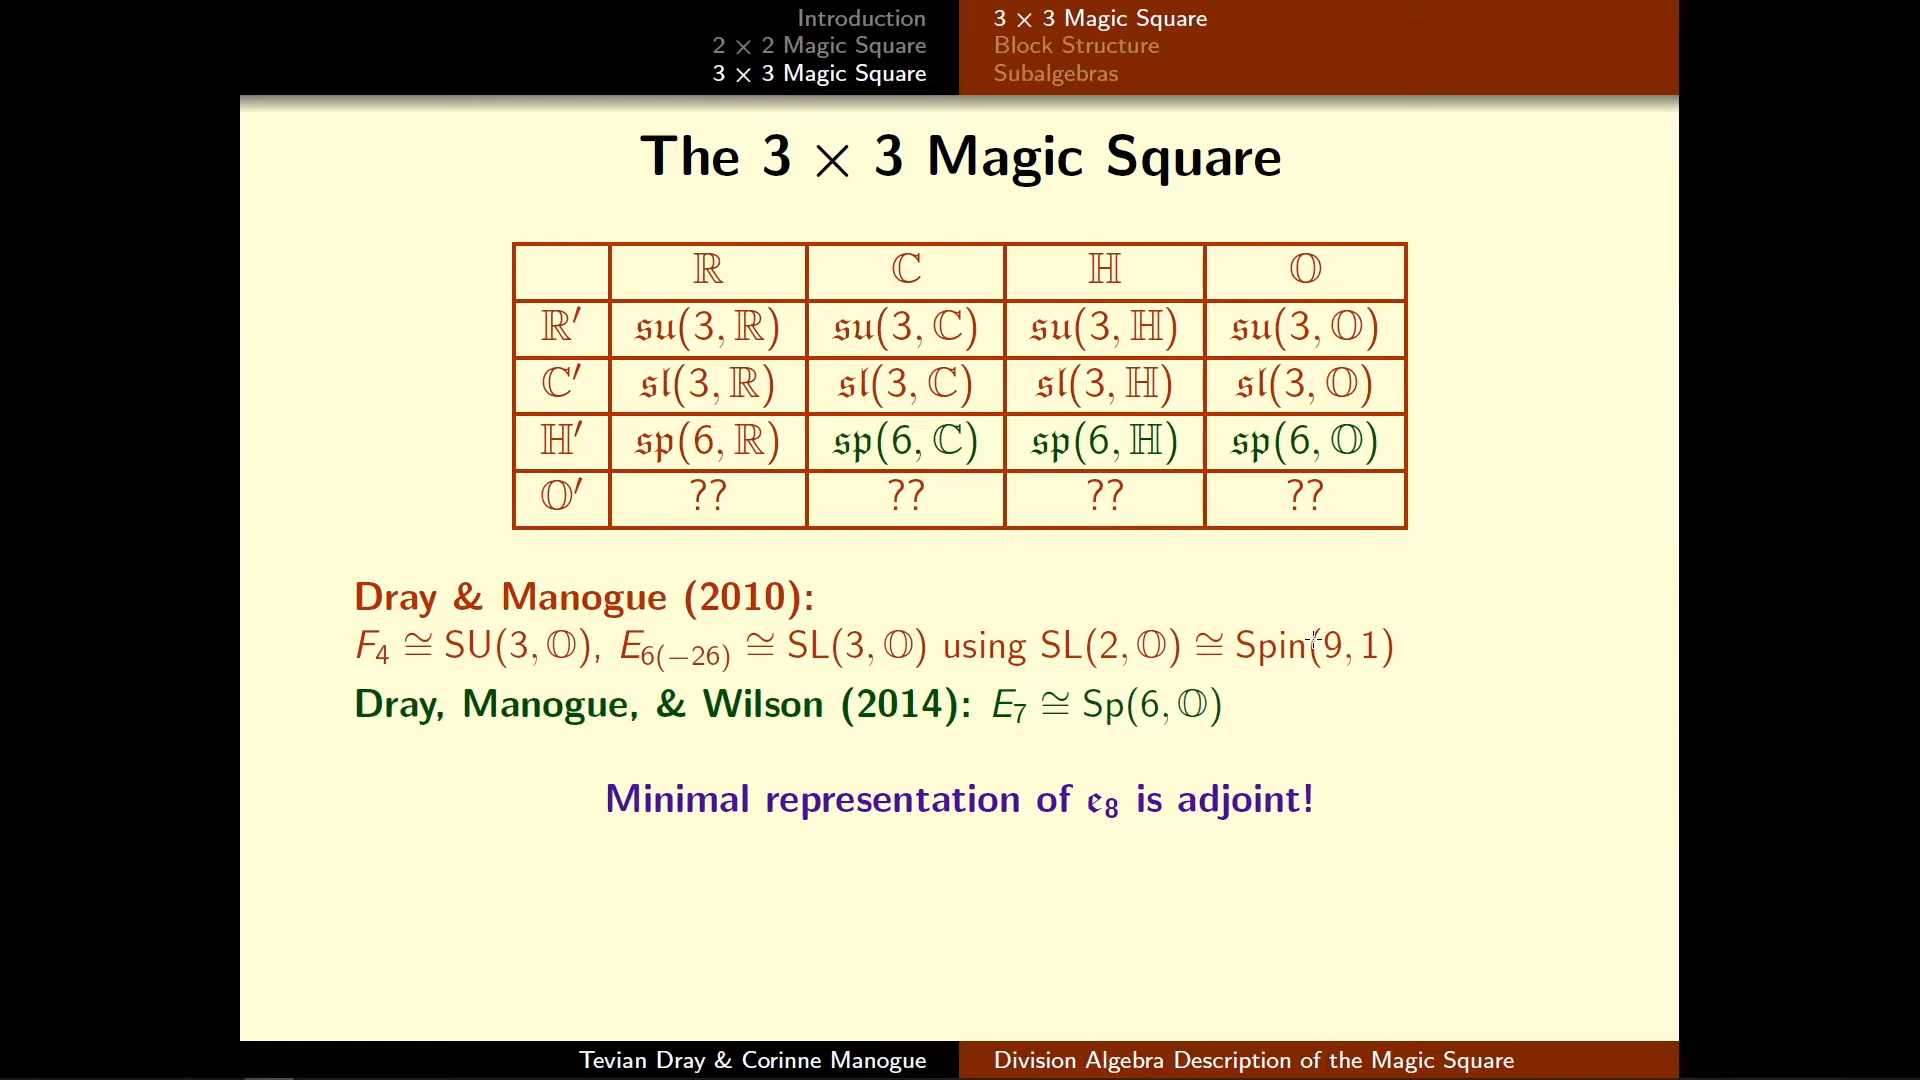 Introduction
2 × 2 Magic Square
3 × 3 Magic Square
3 × 3 Magic Square
Block Structure
Subalgebras
The 3 × 3 Magic Square
ℝ ℂ ℍ 𝕆
ℝ′ 𝔰𝔲(3, ℝ) 𝔰𝔲(3, ℂ) 𝔰𝔲(3, ℍ) 𝔰𝔲(3, 𝕆)
ℂ′ 𝔰𝔩(3, ℝ) 𝔰𝔩(3, ℂ) 𝔰𝔩(3, ℍ) 𝔰𝔩(3, 𝕆)
ℍ′ 𝔰𝔭(6, ℝ) 𝔰𝔭(6, ℂ) 𝔰𝔭(6, ℍ) 𝔰𝔭(6, 𝕆)
𝕆′ ?? ?? ?? ??
Dray & Manogue (2010):
F₄ ≅ SU(3, 𝕆), E₆₍₋₂₆₎ ≅ SL(3, 𝕆) using SL(2, 𝕆) ≅ Spin(9, 1)
Dray, Manogue, & Wilson (2014): E₇ ≅ Sp(6, 𝕆)
Minimal representation of 𝔢₈ is adjoint!
Tevian Dray & Corinne Manogue
Division Algebra Description of the Magic Square